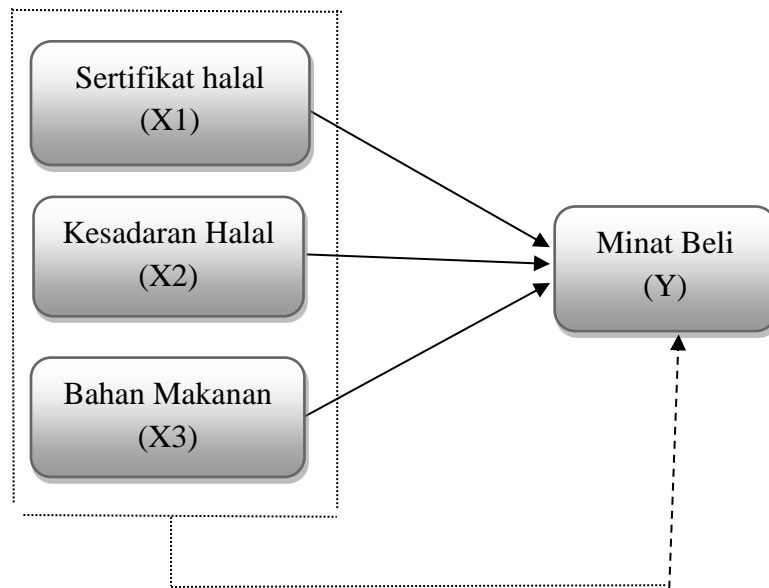 Sertifikat halal
(X1)
Kesadaran Halal
(X2)
Bahan Makanan
(X3)
Minat Beli
(Y)